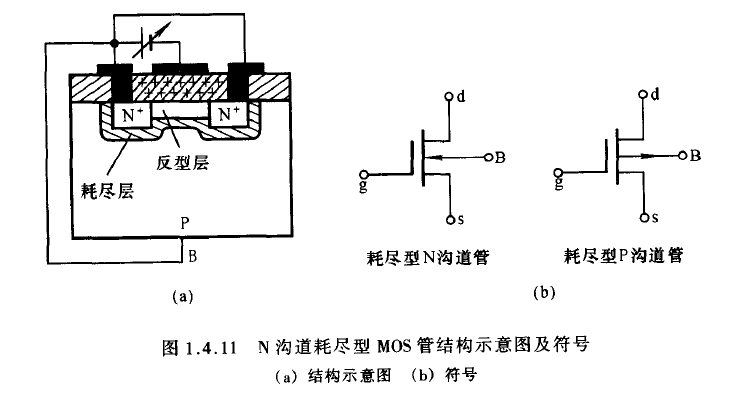 N⁺ N⁺
反型层
耗尽层
P
B
(a)
d
g
B
s
耗尽型N沟道管
d
g
B
s
耗尽型P沟道管
(b)
图 1.4.11 N 沟道耗尽型 MOS 管结构示意图及符号
(a) 结构示意图 (b) 符号